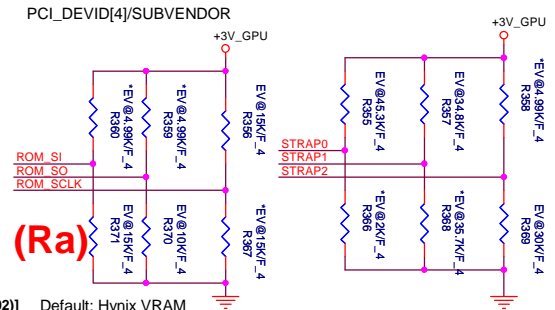 PCI_DEVID[4]/SUBVENDOR
+3V_GPU
+3V_GPU
*EV@4.99K/F_4
R360
*EV@4.99K/F_4
R359
EV@15K/F_4
R356
EV@45.3K/F_4
R355
EV@34.8K/F_4
R357
*EV@4.99K/F_4
R358
ROM_SI
ROM_SO
ROM_SCLK
STRAP0
STRAP1
STRAP2
(Ra)
EV@15K/F_4
R371
EV@10K/F_4
R370
*EV@15K/F_4
R367
*EV@2K/F_4
R366
*EV@35.7K/F_4
R368
EV@30K/F_4
R369
02)] Default: Hynix VRAM